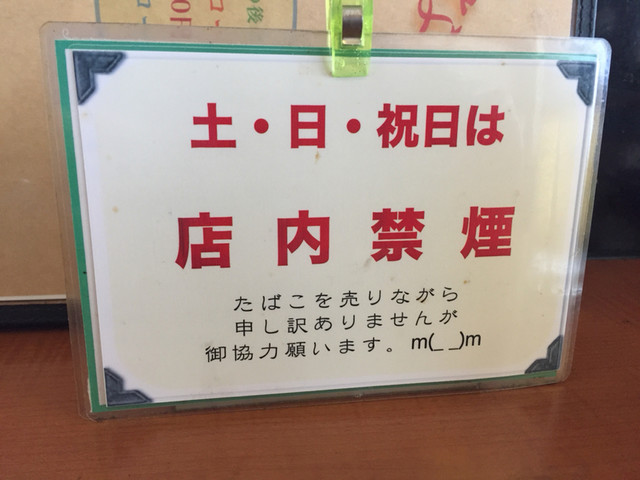 土・日・祝日は
店内禁煙
たばこを売りながら
申し訳ありませんが
御協力願います。m(_ _)m